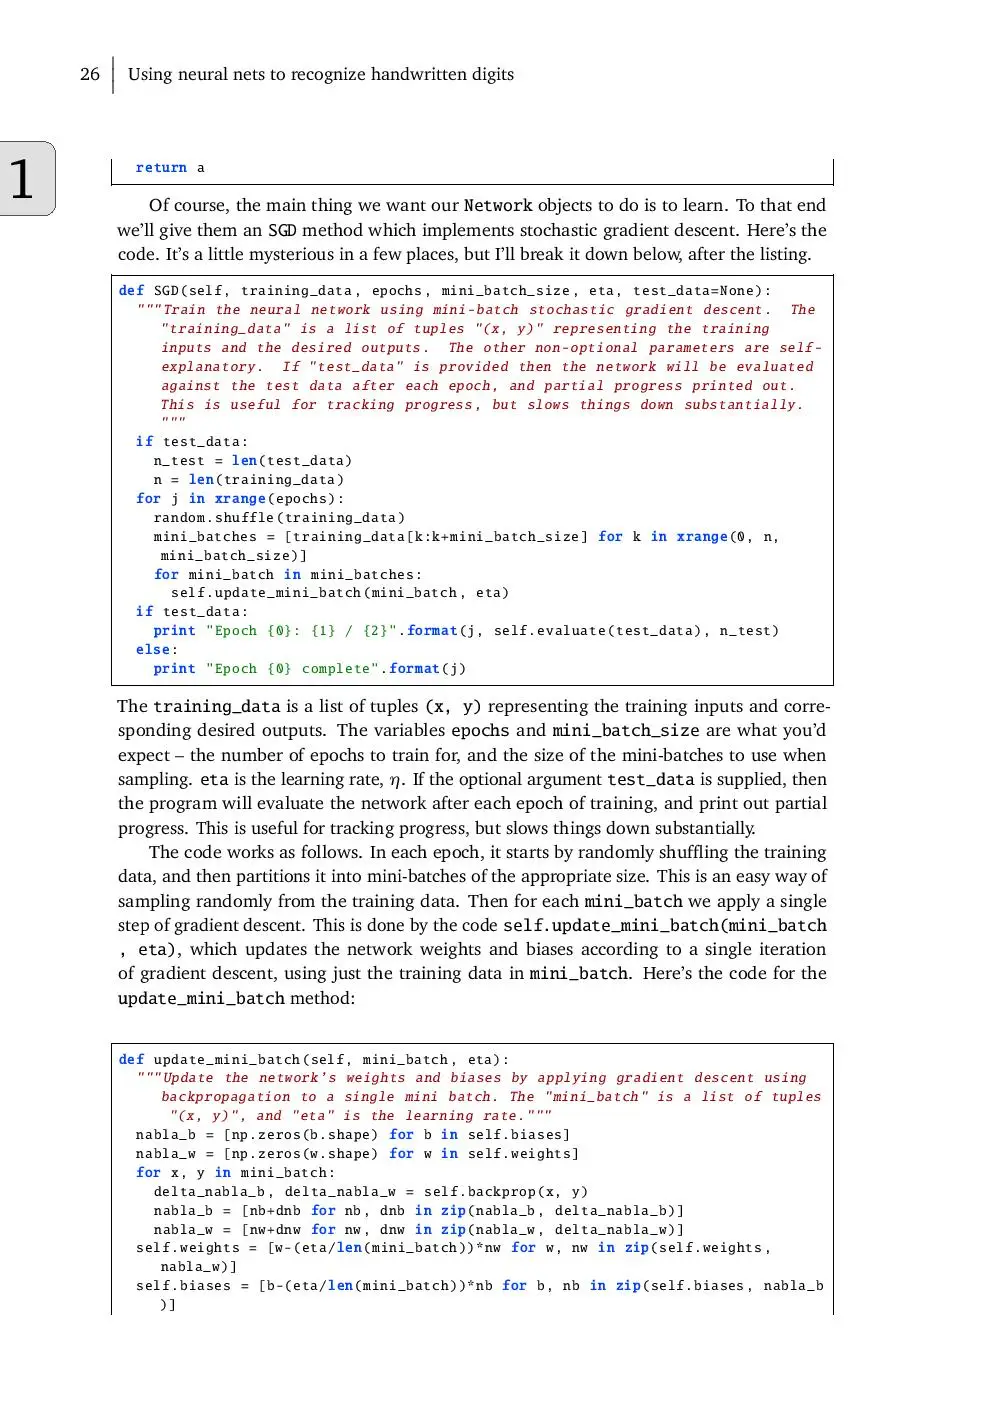 26 Using neural nets to recognize handwritten digits
1
return a
Of course, the main thing we want our Network objects to do is to learn. To that end
we'll give them an SGD method which implements stochastic gradient descent. Here's the
code. It's a little mysterious in a few places, but I'll break it down below, after the listing.
def SGD(self, training_data, epochs, mini_batch_size, eta, test_data=None):
"""Train the neural network using mini-batch stochastic gradient descent. The
"training_data" is a list of tuples "(x, y)" representing the training
inputs and the desired outputs. The other non-optional parameters are self-
explanatory. If "test_data" is provided then the network will be evaluated
against the test data after each epoch, and partial progress printed out.
This is useful for tracking progress, but slows things down substantially.
"""
if test_data:
n_test = len(test_data)
n = len(training_data)
for j in xrange(epochs):
random.shuffle(training_data)
mini_batches = [training_data[k:k+mini_batch_size] for k in xrange(0, n,
mini_batch_size)]
for mini_batch in mini_batches:
self.update_mini_batch(mini_batch, eta)
if test_data:
print "Epoch {0}: {1} / {2}".format(j, self.evaluate(test_data), n_test)
else:
print "Epoch {0} complete".format(j)
The training_data is a list of tuples (x, y) representing the training inputs and corre-
sponding desired outputs. The variables epochs and mini_batch_size are what you'd
expect – the number of epochs to train for, and the size of the mini-batches to use when
sampling. eta is the learning rate, η. If the optional argument test_data is supplied, then
the program will evaluate the network after each epoch of training, and print out partial
progress. This is useful for tracking progress, but slows things down substantially.
The code works as follows. In each epoch, it starts by randomly shuffling the training
data, and then partitions it into mini-batches of the appropriate size. This is an easy way of
sampling randomly from the training data. Then for each mini_batch we apply a single
step of gradient descent. This is done by the code self.update_mini_batch(mini_batch
, eta), which updates the network weights and biases according to a single iteration
of gradient descent, using just the training data in mini_batch. Here's the code for the
update_mini_batch method:
def update_mini_batch(self, mini_batch, eta):
"""Update the network's weights and biases by applying gradient descent using
backpropagation to a single mini batch. The "mini_batch" is a list of tuples
"(x, y)", and "eta" is the learning rate."""
nabla_b = [np.zeros(b.shape) for b in self.biases]
nabla_w = [np.zeros(w.shape) for w in self.weights]
for x, y in mini_batch:
delta_nabla_b, delta_nabla_w = self.backprop(x, y)
nabla_b = [nb+dnb for nb, dnb in zip(nabla_b, delta_nabla_b)]
nabla_w = [nw+dnw for nw, dnw in zip(nabla_w, delta_nabla_w)]
self.weights = [w-(eta/len(mini_batch))*nw for w, nw in zip(self.weights,
nabla_w)]
self.biases = [b-(eta/len(mini_batch))*nb for b, nb in zip(self.biases, nabla_b
)]